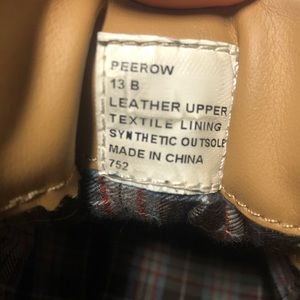 PEEROW
13 B
LEATHER UPPER
TEXTILE LINING
SYNTHETIC OUTSOLE
MADE IN CHINA
752